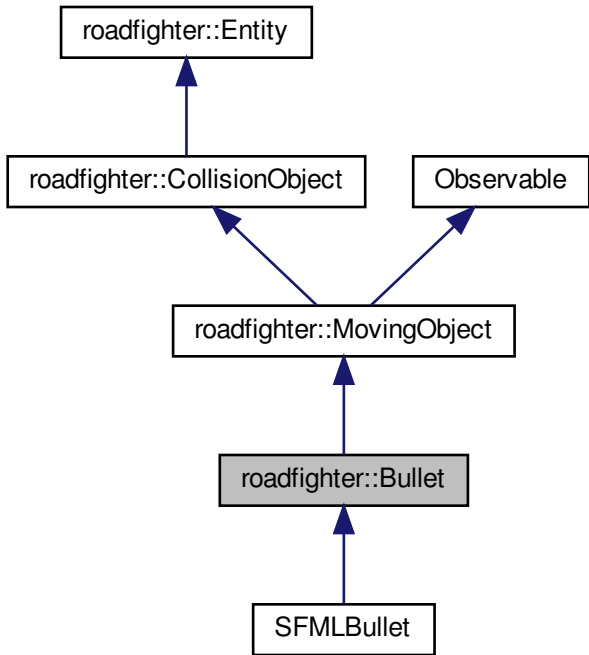 roadfighter::Entity
roadfighter::CollisionObject
Observable
roadfighter::MovingObject
roadfighter::Bullet
SFMLBullet